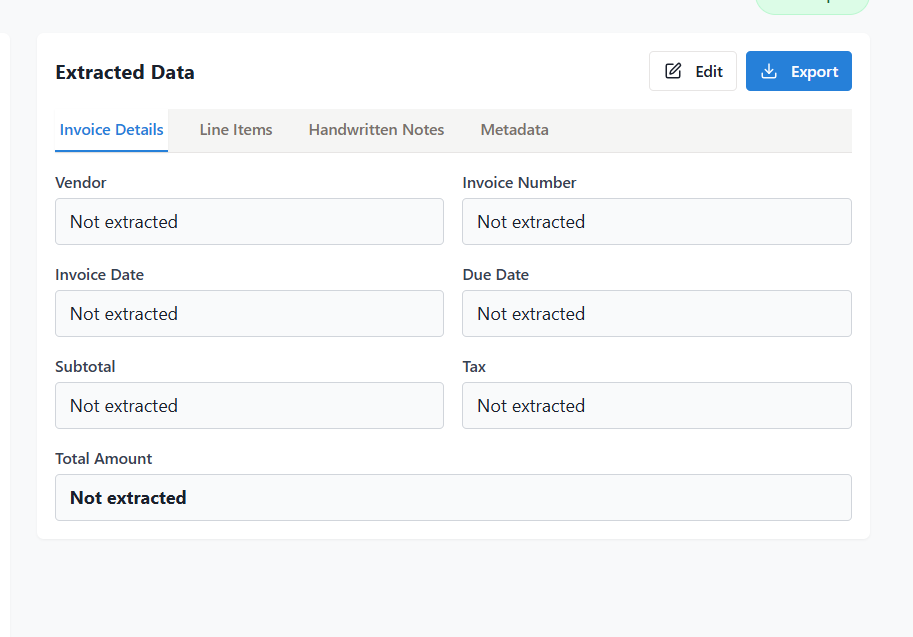 Extracted Data
Edit
Export
Invoice Details
Line Items
Handwritten Notes
Metadata
Vendor
Invoice Number
Not extracted
Not extracted
Invoice Date
Due Date
Not extracted
Not extracted
Subtotal
Tax
Not extracted
Not extracted
Total Amount
Not extracted